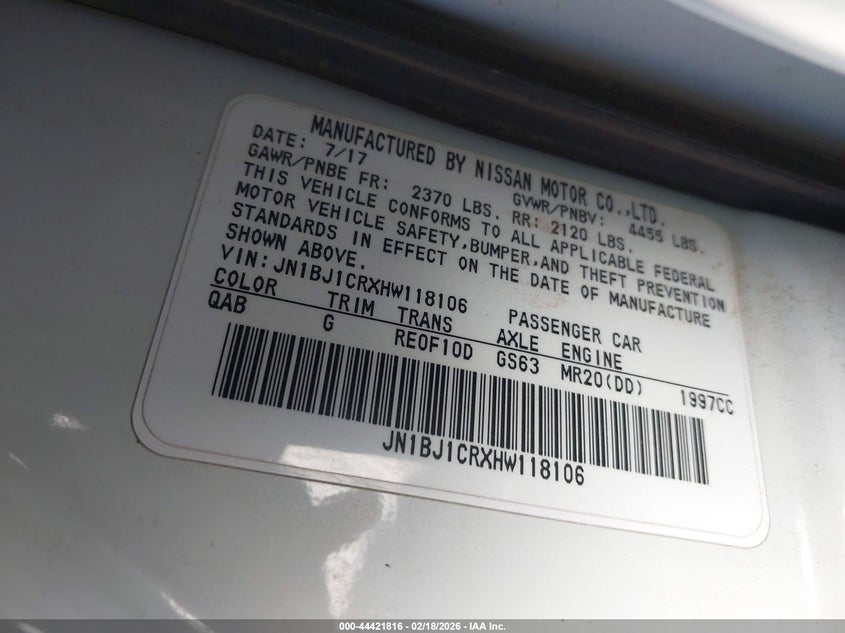 MANUFACTURED BY NISSAN MOTOR CO.,LTD.
DATE: 7/17 GVWR/PNBV: 4455 LBS.
GAWR/PNBE FR: 2370 LBS. RR: 2120 LBS.
THIS VEHICLE CONFORMS TO ALL APPLICABLE FEDERAL
MOTOR VEHICLE SAFETY,BUMPER,AND THEFT PREVENTION
STANDARDS IN EFFECT ON THE DATE OF MANUFACTURE
SHOWN ABOVE.
VIN: JN1BJ1CRXHW118106 PASSENGER CAR
COLOR TRIM TRANS AXLE ENGINE
QAB G RE0F10D GS63 MR20(DD) 1997CC
JN1BJ1CRXHW118106
000-44421816 - 02/18/2026 - IAA Inc.